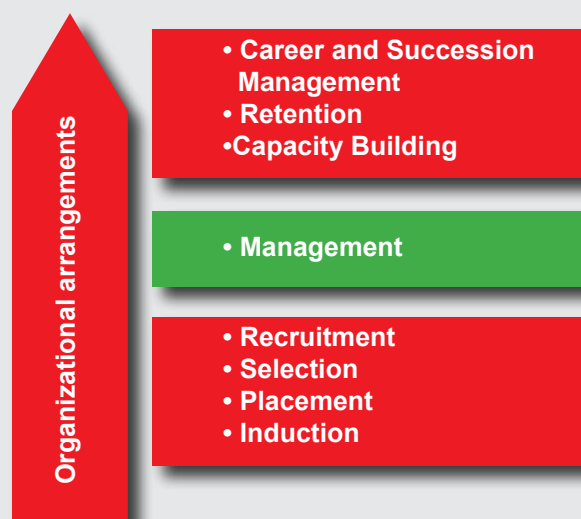 Organizational arrangements
• Career and Succession
Management
• Retention
•Capacity Building
• Management
• Recruitment
• Selection
• Placement
• Induction